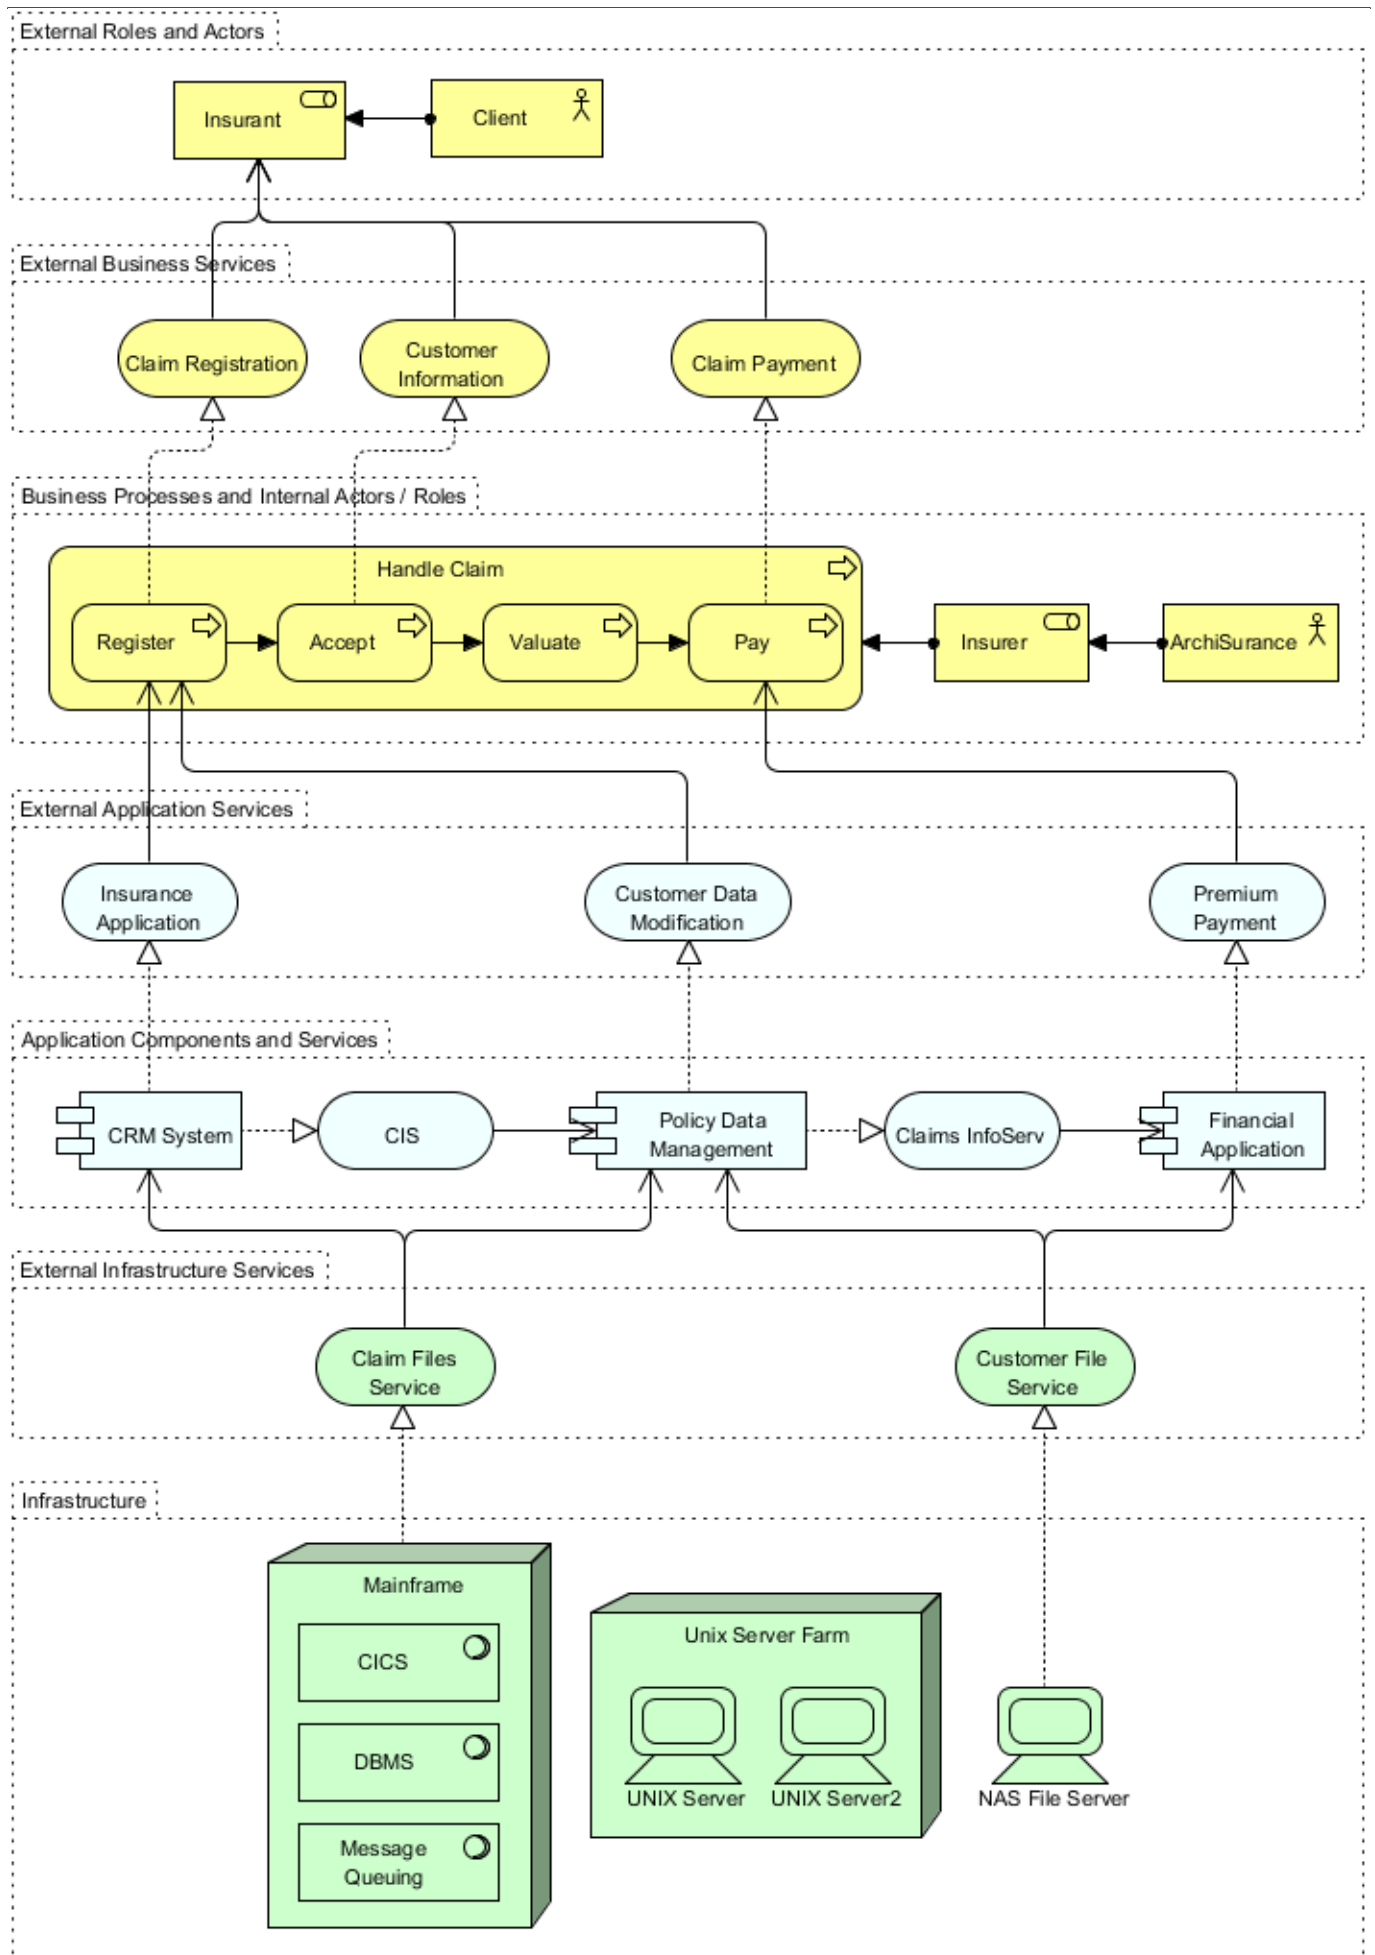 External Roles and Actors
Insurant
Client
External Business Services
Claim Registration
Customer
Information
Claim Payment
Business Processes and Internal Actors / Roles
Handle Claim
Register
Accept
Valuate
Pay
Insurer
ArchiSurance
External Application Services
Insurance
Application
Customer Data
Modification
Premium
Payment
Application Components and Services
CRM System
CIS
Policy Data
Management
Claims InfoServ
Financial
Application
External Infrastructure Services
Claim Files
Service
Customer File
Service
Infrastructure
Mainframe
CICS
DBMS
Message
Queuing
Unix Server Farm
UNIX Server
UNIX Server2
NAS File Server